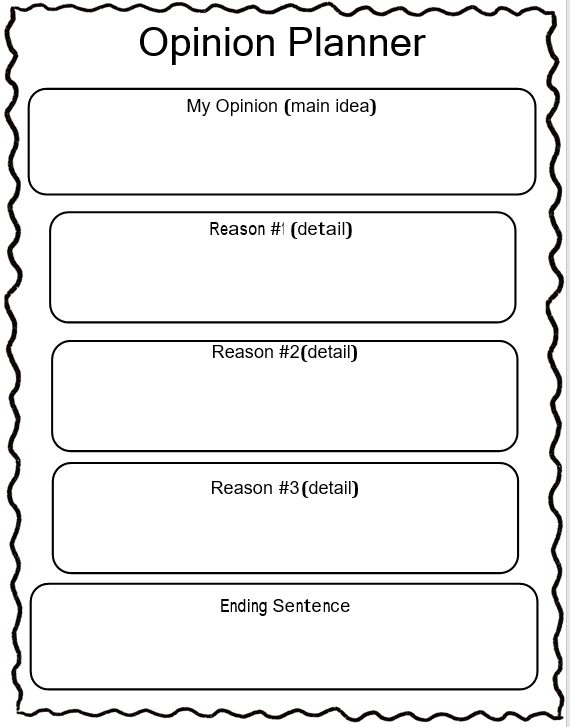 Opinion Planner
My Opinion (main idea)
Reason #1 (detail)
Reason #2(detail)
Reason #3(detail)
Ending Sentence